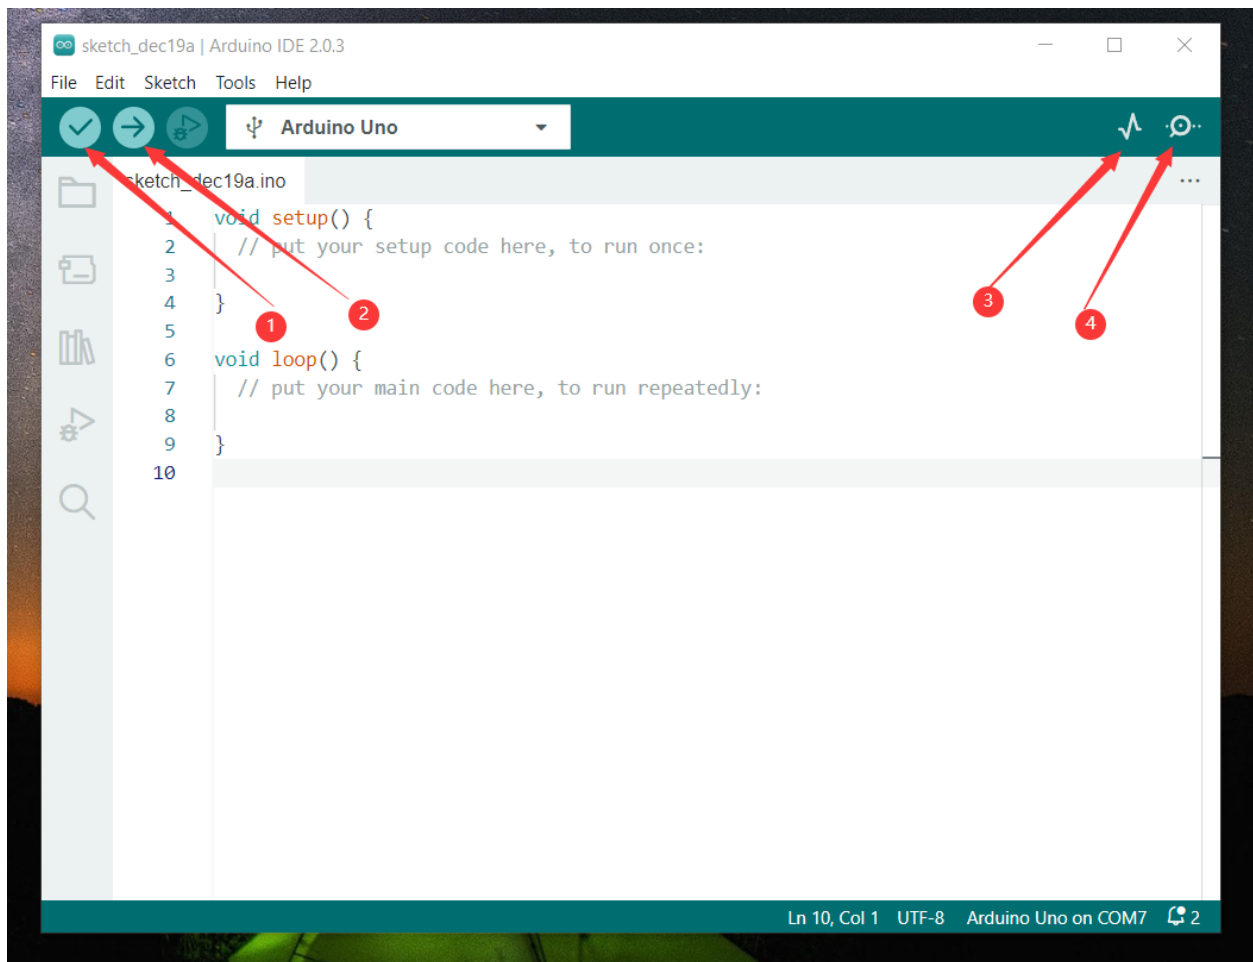 sketch_dec19a | Arduino IDE 2.0.3
File Edit Sketch Tools Help
Arduino Uno
sketch_dec19a.ino
1 void setup() {
2 // put your setup code here, to run once:
3
4 }
5
6 void loop() {
7 // put your main code here, to run repeatedly:
8
9 }
10
1
2
3
4
Ln 10, Col 1 UTF-8 Arduino Uno on COM7 2